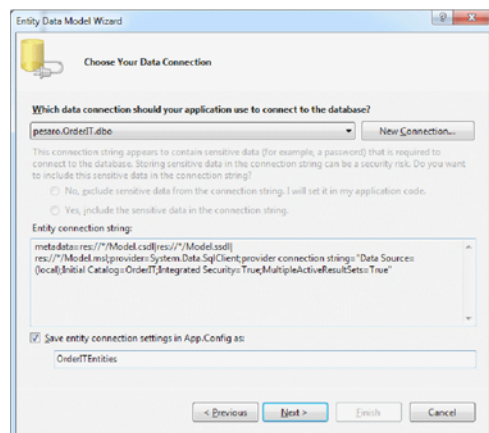 Entity Data Model Wizard
Choose Your Data Connection
Which data connection should your application use to connect to the database?
pesaro.OrderIT.dbo
New Connection...
This connection string appears to contain sensitive data (for example, a password) that is required to
connect to the database. Storing sensitive data in the connection string can be a security risk. Do you want
to include this sensitive data in the connection string?
No, exclude sensitive data from the connection string. I will set it in my application code.
Yes, include the sensitive data in the connection string.
Entity connection string:
metadata=res://*/Model.csdl|res://*/Model.ssdl|
res://*/Model.msl;provider=System.Data.SqlClient;provider connection string="Data Source=
(local);Initial Catalog=OrderIT;Integrated Security=True;MultipleActiveResultSets=True"
Save entity connection settings in App.Config as:
OrderITEntities
< Previous
Next >
Finish
Cancel